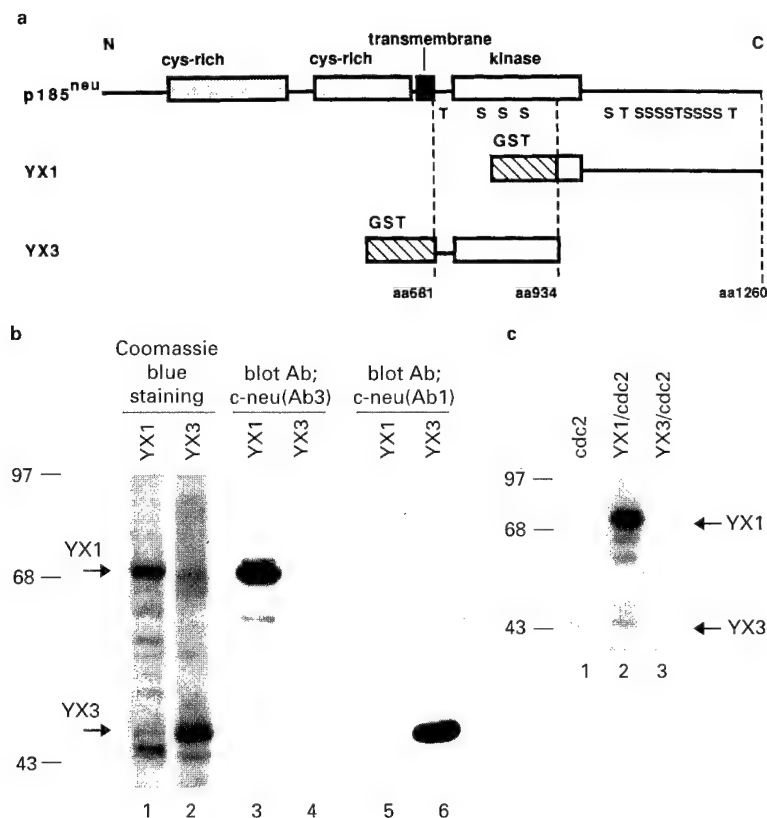 a
N
cys-rich
cys-rich
transmembrane
kinase
C
p185neu
T
S S S
S T SSSSTSSSS T
GST
YX1
GST
YX3
aa681
aa934
aa1260
b
Coomassie
blue
staining
blot Ab;
c-neu(Ab3)
blot Ab;
c-neu(Ab1)
YX1
YX3
YX1
YX3
YX1
YX3
97
YX1
68
YX3
43
1 2 3 4 5 6
c
cdc2
YX1/cdc2
YX3/cdc2
97
68
YX1
43
YX3
1 2 3